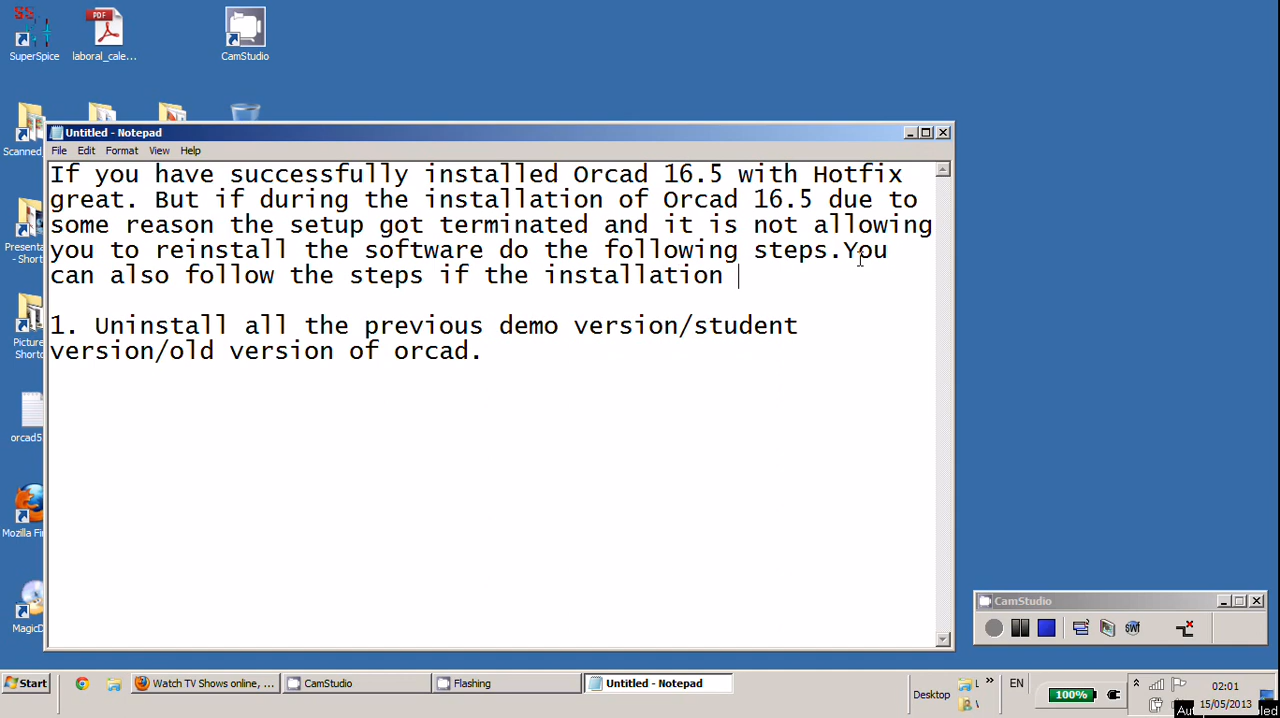 SS
SuperSpice
PDF
laboral_cale...
CamStudio
Scanned
Presenta
- Short
Picture
Shortc
orcad5
Mozilla Fi
MagicD
Untitled - Notepad
File Edit Format View Help
If you have successfully installed Orcad 16.5 with Hotfix
great. But if during the installation of Orcad 16.5 due to
some reason the setup got terminated and it is not allowing
you to reinstall the software do the following steps.You
can also follow the steps if the installation
1. Uninstall all the previous demo version/student
version/old version of orcad.
CamStudio
SWF
Start
Watch TV Shows online, ...
CamStudio
Flashing
Untitled - Notepad
Desktop
EN
100%
02:01
15/05/2013